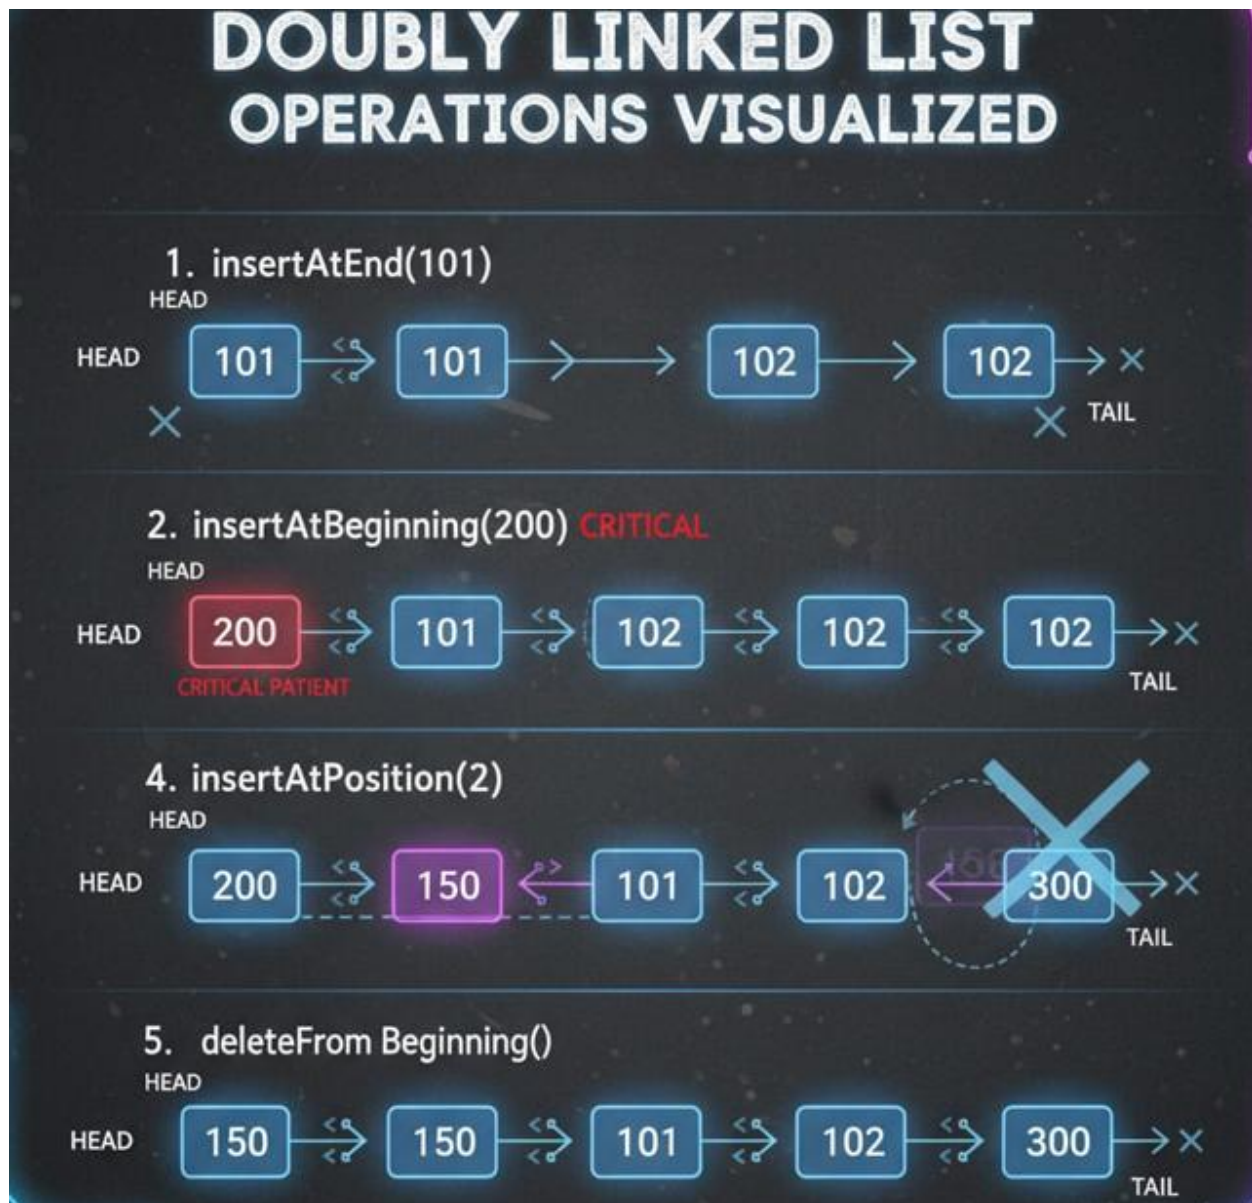 DOUBLY LINKED LIST
OPERATIONS VISUALIZED
1. insertAtEnd(101)
HEAD
HEAD 101 101 102 102
TAIL
2. insertAtBeginning(200) CRITICAL
HEAD
HEAD 200 101 102 102 102
CRITICAL PATIENT
TAIL
4. insertAtPosition(2)
HEAD
HEAD 200 150 101 102 300
TAIL
5. deleteFrom Beginning()
HEAD
HEAD 150 150 101 102 300
TAIL